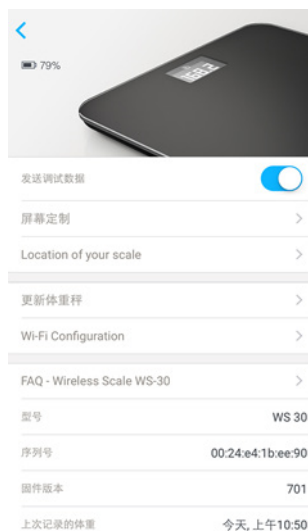 79%
发送调试数据
屏幕定制
Location of your scale
更新体重秤
Wi-Fi Configuration
FAQ - Wireless Scale WS-30
型号 WS 30
序列号 00:24:e4:1b:ee:90
固件版本 701
上次记录的体重 今天, 上午10:59